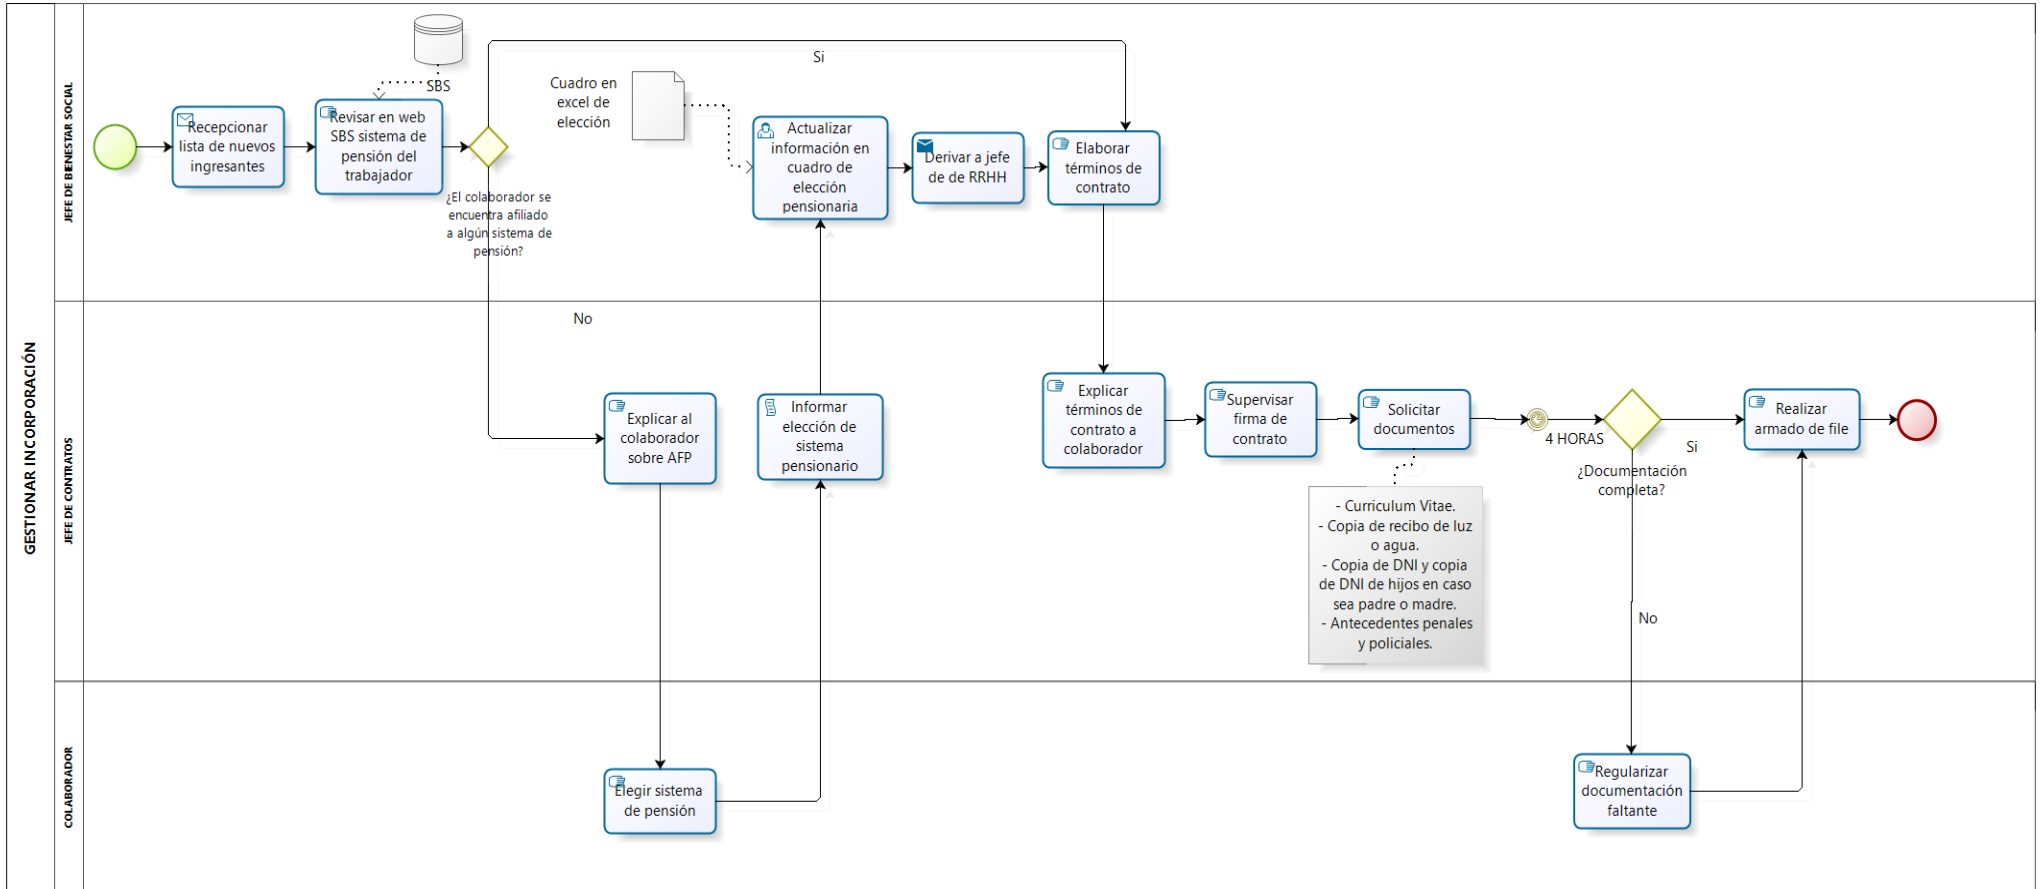 GESTIONAR INCORPORACIÓN
JEFE DE BIENESTAR SOCIAL
SBS
Recepcionar
lista de nuevos
ingresantes
Revisar en web
SBS sistema de
pensión del
trabajador
¿El colaborador se
encuentra afiliado
a algún sistema de
pensión?
Si
Cuadro en
excel de
elección
Actualizar
información en
cuadro de
elección
pensionaria
Derivar a jefe
de de RRHH
Elaborar
términos de
contrato
JEFE DE CONTRATOS
No
Explicar al
colaborador
sobre AFP
Informar
elección de
sistema
pensionario
Explicar
términos de
contrato a
colaborador
Supervisar
firma de
contrato
Solicitar
documentos
- Curriculum Vitae.
- Copia de recibo de luz
o agua.
- Copia de DNI y copia
de DNI de hijos en caso
sea padre o madre.
- Antecedentes penales
y policiales.
4 HORAS
¿Documentación
completa?
Si
No
Realizar
armado de file
COLABORADOR
Elegir sistema
de pensión
Regularizar
documentación
faltante